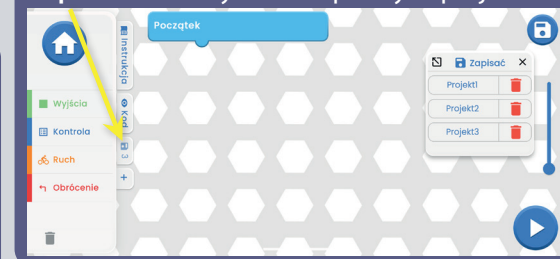 Początek
Instrukcja
Kod
3
+
Wyjścia
Kontrola
Ruch
Obrócenie
Zapisać
Projekt1
Projekt2
Projekt3